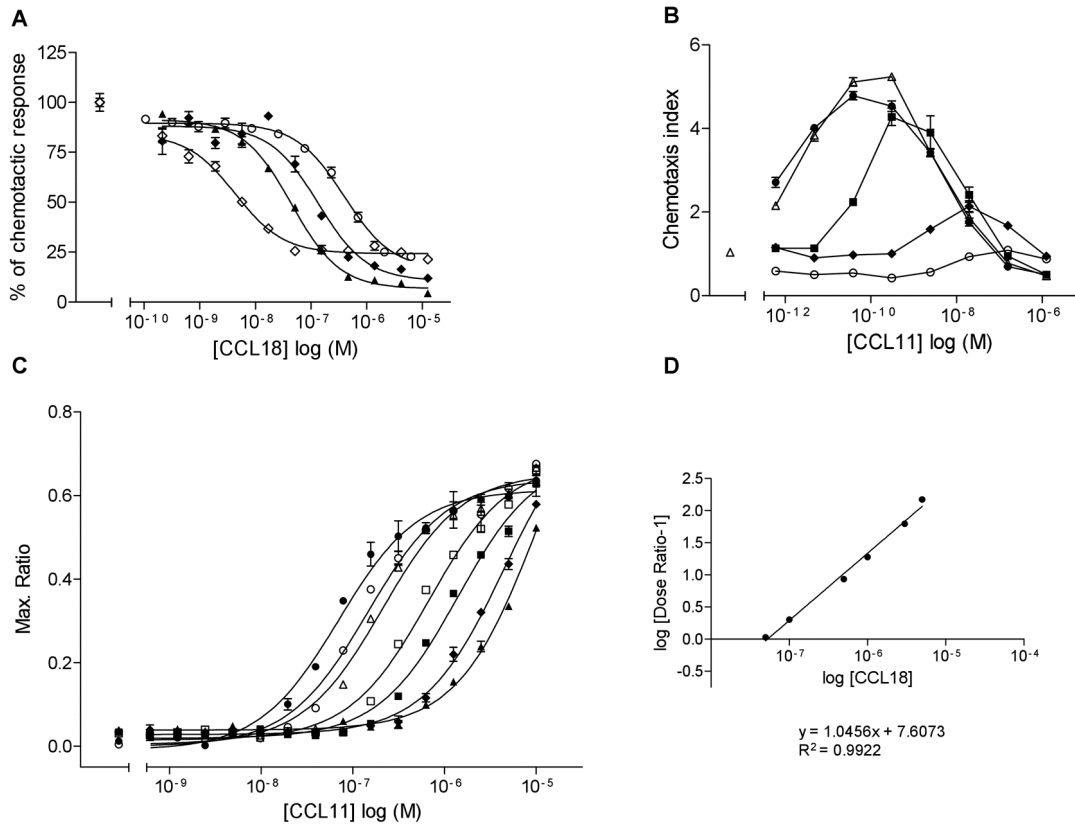 A
125
100
75
50
25
0
% of chemotactic response
10⁻¹⁰ 10⁻⁹ 10⁻⁸ 10⁻⁷ 10⁻⁶ 10⁻⁵
[CCL18] log (M)
B
6
4
2
0
Chemotaxis index
10⁻¹² 10⁻¹⁰ 10⁻⁸ 10⁻⁶
[CCL11] log (M)
C
0.8
0.6
0.4
0.2
0.0
Max. Ratio
10⁻⁹ 10⁻⁸ 10⁻⁷ 10⁻⁶ 10⁻⁵
[CCL11] log (M)
D
2.5
2.0
1.5
1.0
0.5
0.0
-0.5
log [Dose Ratio-1]
10⁻⁷ 10⁻⁶ 10⁻⁵ 10⁻⁴
log [CCL18]
y = 1.0456x + 7.6073
R² = 0.9922